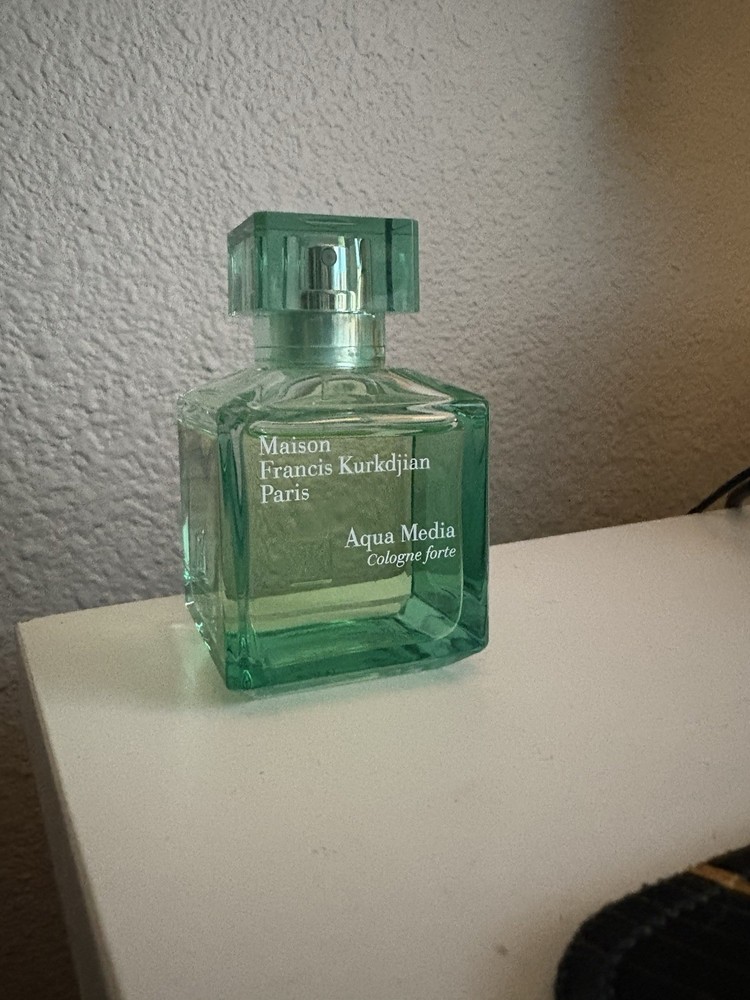 Maison
Francis Kurkdjian
Paris
Aqua Media
Cologne forte